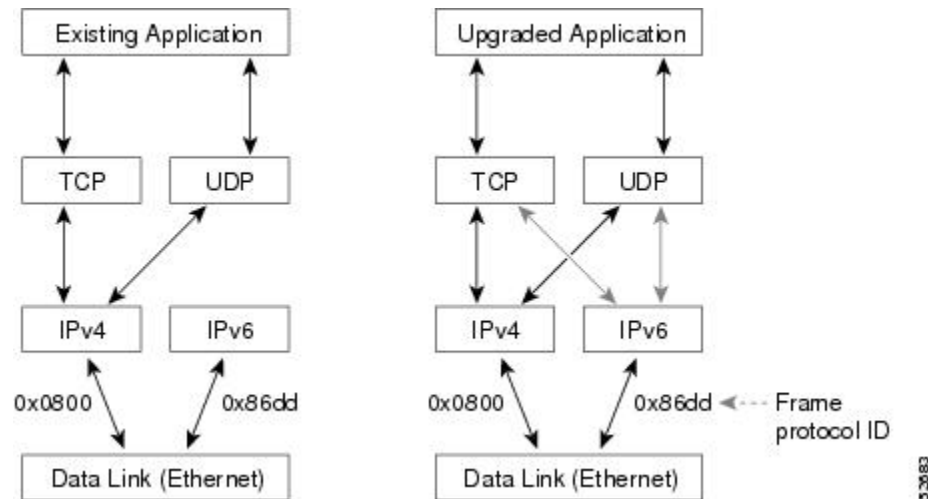 Existing Application
TCP
UDP
IPv4
IPv6
0x0800
0x86dd
Data Link (Ethernet)
Upgraded Application
TCP
UDP
IPv4
IPv6
0x0800
0x86dd
Frame
protocol ID
Data Link (Ethernet)
52683